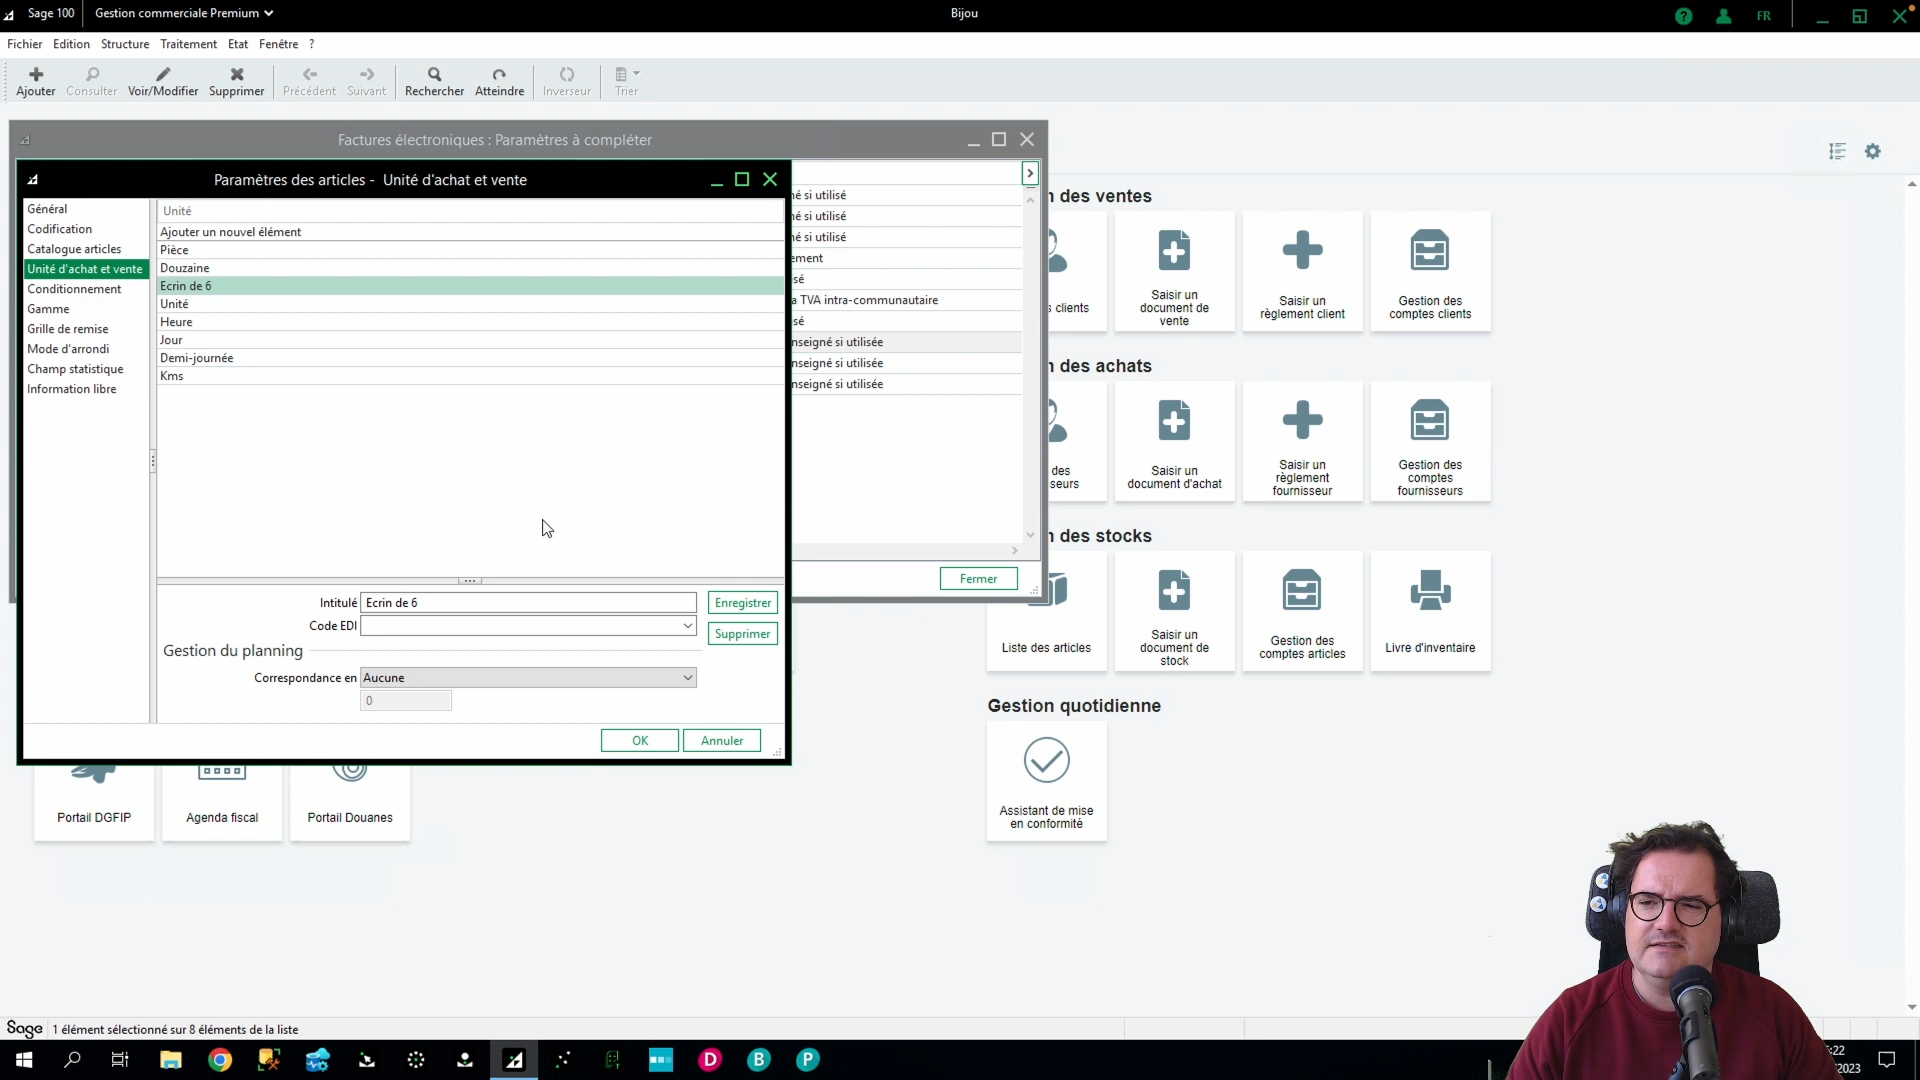 Sage 100
Gestion commerciale Premium
Bijou
FR
Fichier Edition Structure Traitement Etat Fenêtre ?
Ajouter Consulter Voir/Modifier Supprimer Précédent Suivant Rechercher Atteindre Inverseur Trier
Factures électroniques : Paramètres à compléter
Paramètres des articles - Unité d'achat et vente
Général
Codification
Catalogue articles
Unité d'achat et vente
Conditionnement
Gamme
Grille de remise
Mode d'arrondi
Champ statistique
Information libre
Unité
Ajouter un nouvel élément
Pièce
Douzaine
Ecrin de 6
Unité
Heure
Jour
Demi-journée
Kms
né si utilisé
né si utilisé
né si utilisé
ement
sé
a TVA intra-communautaire
sé
nseigné si utilisée
nseigné si utilisée
nseigné si utilisée
Fermer
Intitulé Ecrin de 6
Enregistrer
Code EDI
Supprimer
Gestion du planning
Correspondance en Aucune
0
OK
Annuler
n des ventes
s clients
Saisir un
document de
vente
Saisir un
règlement client
Gestion des
comptes clients
n des achats
des
seurs
Saisir un
document d'achat
Saisir un
règlement
fournisseur
Gestion des
comptes
fournisseurs
n des stocks
Liste des articles
Saisir un
document de
stock
Gestion des
comptes articles
Livre d'inventaire
Gestion quotidienne
Assistant de mise
en conformité
Portail DGFIP
Agenda fiscal
Portail Douanes
Sage
1 élément sélectionné sur 8 éléments de la liste
D
B
P
:22
2023